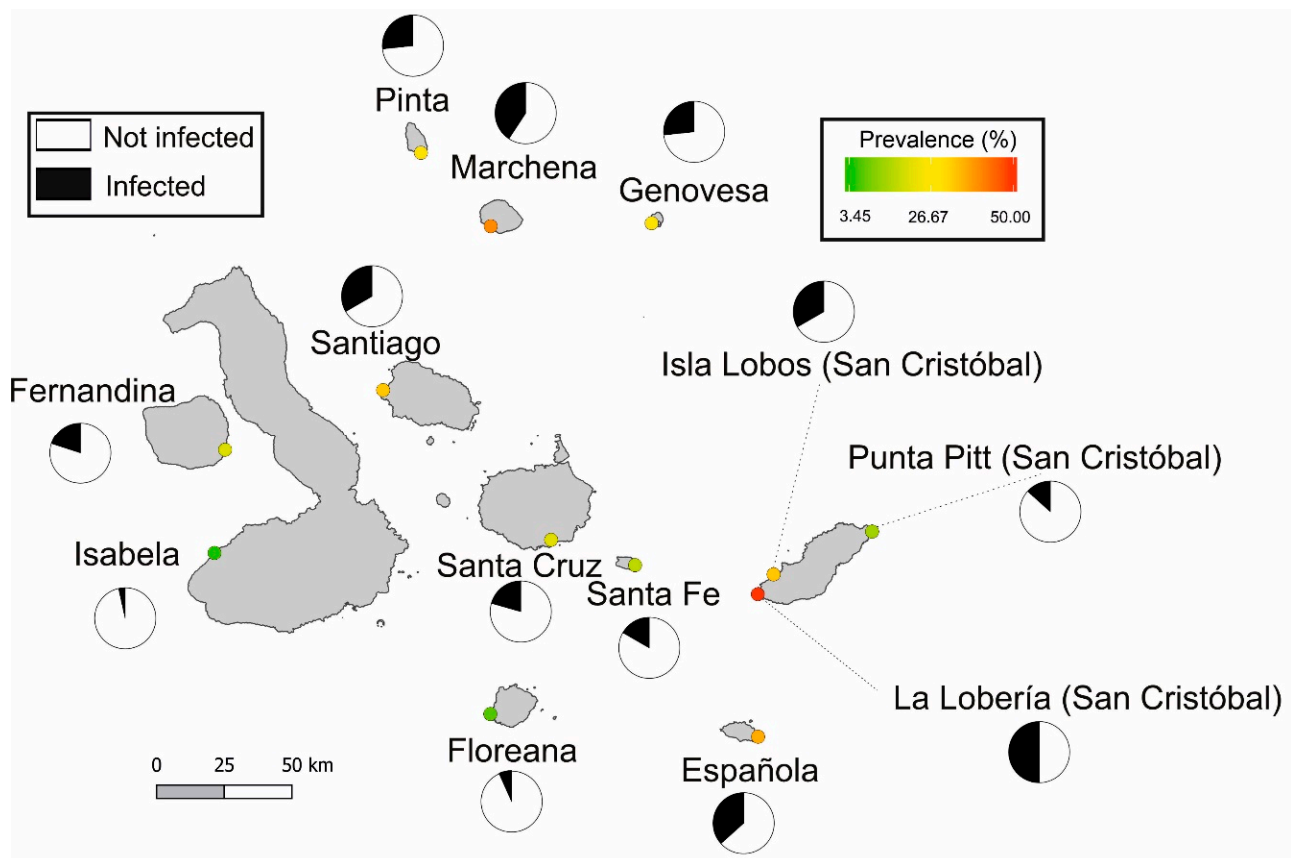 Pinta
Not infected
Infected
Marchena
Genovesa
Prevalence (%)
3.45 26.67 50.00
Santiago
Isla Lobos (San Cristóbal)
Fernandina
Punta Pitt (San Cristóbal)
Isabela
Santa Cruz
Santa Fe
La Lobería (San Cristóbal)
Floreana
Española
0 25 50 km